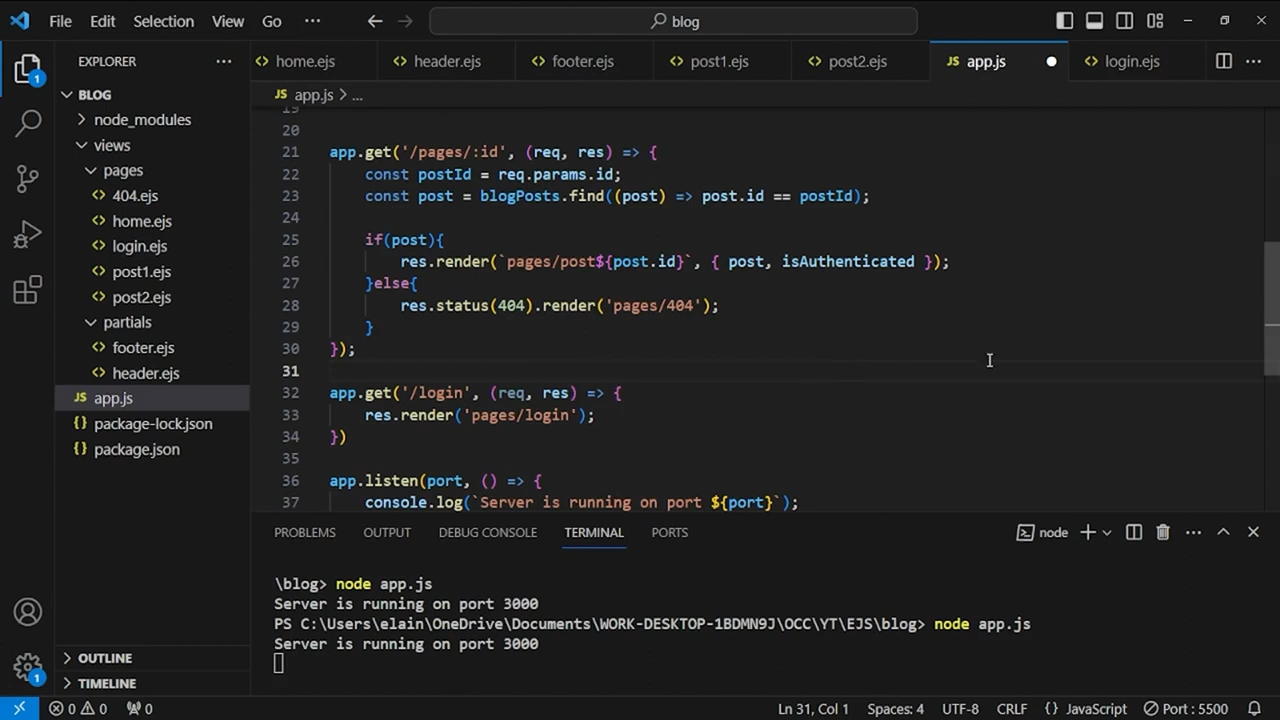 File Edit Selection View Go ··· blog
EXPLORER ···
home.ejs header.ejs footer.ejs post1.ejs post2.ejs JS app.js login.ejs ···
BLOG
node_modules
views
pages
404.ejs
home.ejs
login.ejs
post1.ejs
post2.ejs
partials
footer.ejs
header.ejs
JS app.js
{} package-lock.json
{} package.json
OUTLINE
TIMELINE
JS app.js > ...
19
20
21 app.get('/pages/:id', (req, res) => {
22 const postId = req.params.id;
23 const post = blogPosts.find((post) => post.id == postId);
24
25 if(post){
26 res.render(`pages/post${post.id}`, { post, isAuthenticated });
27 }else{
28 res.status(404).render('pages/404');
29 }
30 });
31
32 app.get('/login', (req, res) => {
33 res.render('pages/login');
34 })
35
36 app.listen(port, () => {
37 console.log(`Server is running on port ${port}`);
PROBLEMS OUTPUT DEBUG CONSOLE TERMINAL PORTS node ···
\blog> node app.js
Server is running on port 3000
PS C:\Users\elain\OneDrive\Documents\WORK-DESKTOP-1BDMN9J\OCC\YT\EJS\blog> node app.js
Server is running on port 3000
1
1
0 0 0 Ln 31, Col 1 Spaces: 4 UTF-8 CRLF {} JavaScript Port : 5500